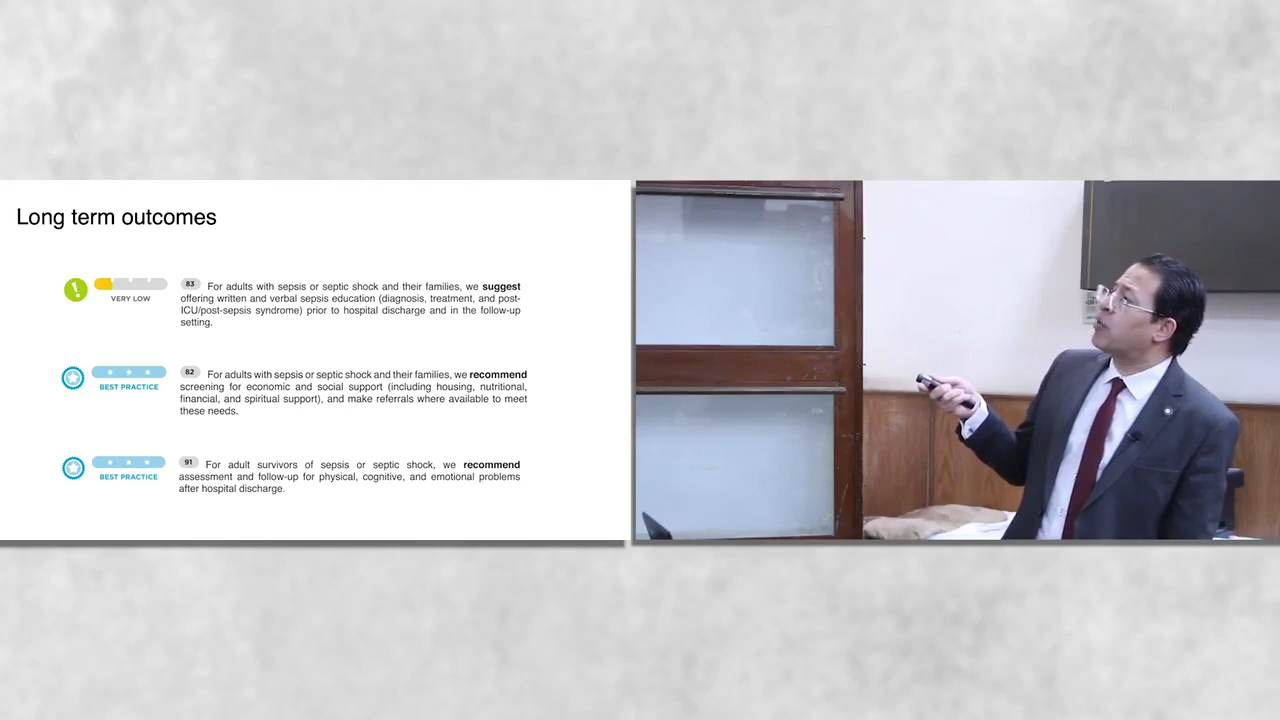 Long term outcomes
VERY LOW
83 For adults with sepsis or septic shock and their families, we suggest
offering written and verbal sepsis education (diagnosis, treatment, and post-
ICU/post-sepsis syndrome) prior to hospital discharge and in the follow-up
setting.
BEST PRACTICE
82 For adults with sepsis or septic shock and their families, we recommend
screening for economic and social support (including housing, nutritional,
financial, and spiritual support), and make referrals where available to meet
these needs.
BEST PRACTICE
91 For adult survivors of sepsis or septic shock, we recommend
assessment and follow-up for physical, cognitive, and emotional problems
after hospital discharge.